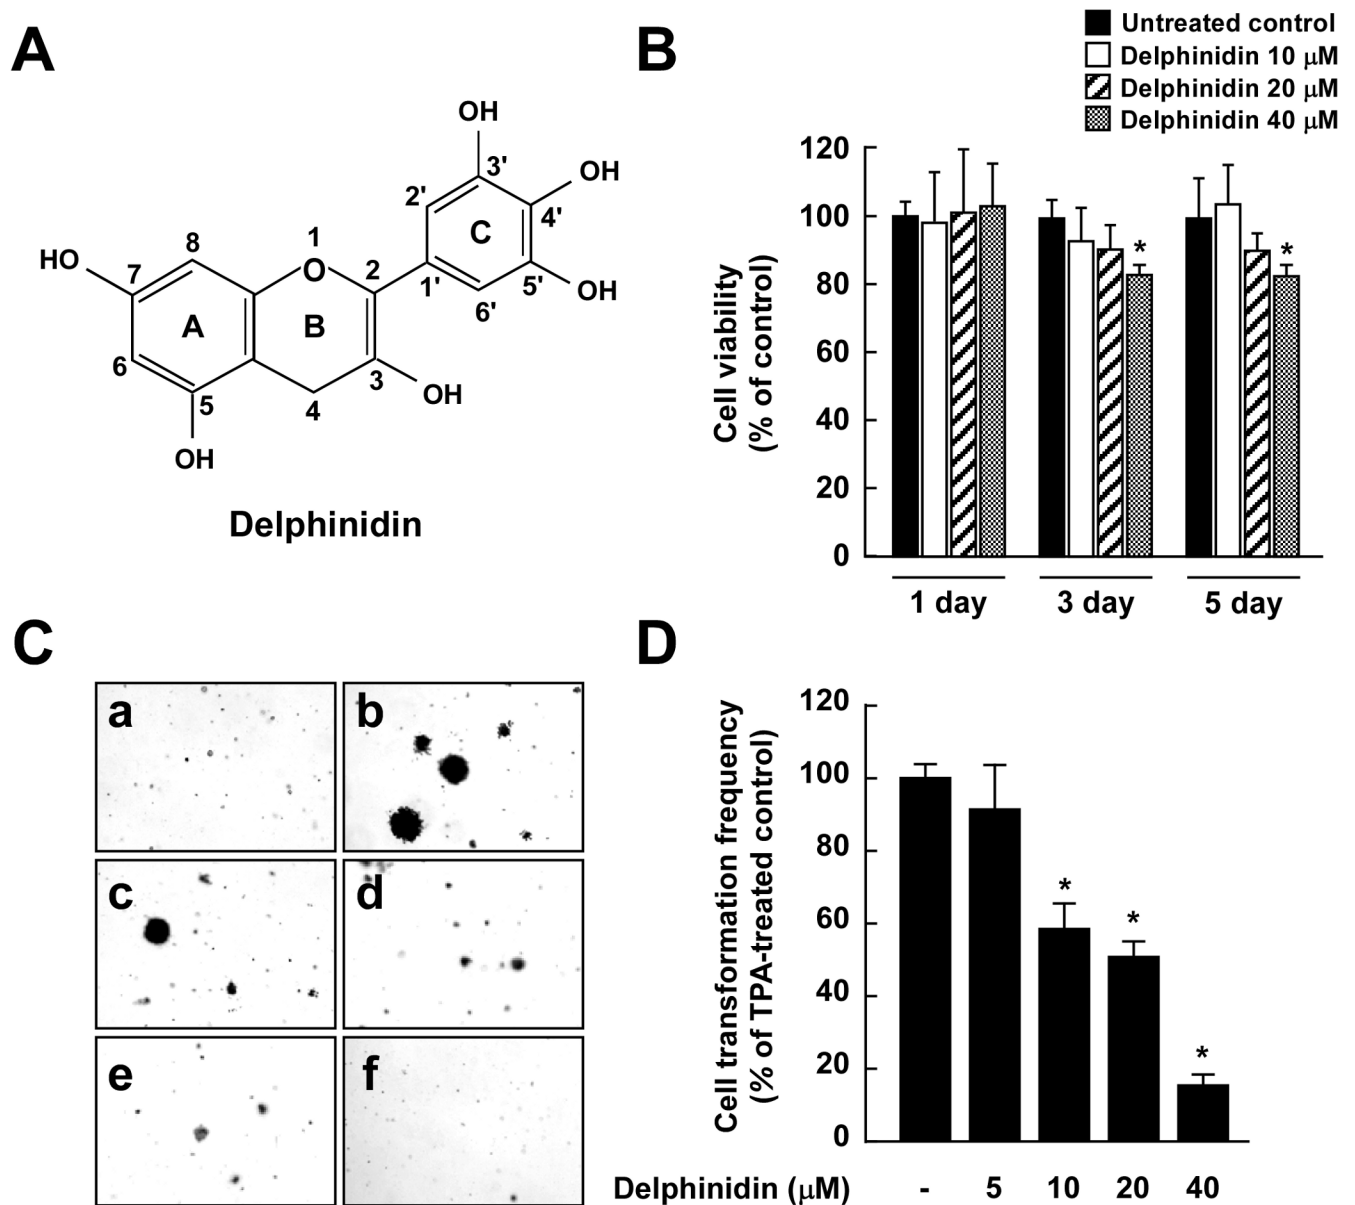 A
OH
3'
OH
2'
4'
C
8
1
HO
7
O
2
1'
5'
OH
6'
A
B
6
5
4
3
OH
OH
Delphinidin
B
Untreated control
Delphinidin 10 μM
Delphinidin 20 μM
Delphinidin 40 μM
Cell viability
(% of control)
120
100
80
60
40
20
0
*
*
1 day
3 day
5 day
C
a
b
c
d
e
f
D
Cell transformation frequency
(% of TPA-treated control)
120
100
80
60
40
20
0
*
*
*
Delphinidin (μM) - 5 10 20 40